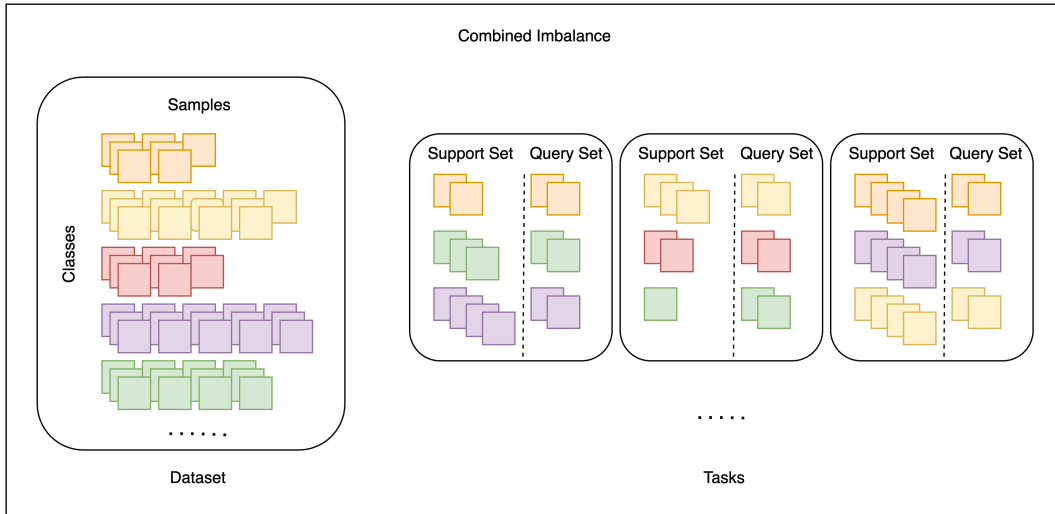 Combined Imbalance
Samples
Classes
Support Set Query Set
Support Set Query Set
Support Set Query Set
......
.....
Dataset
Tasks